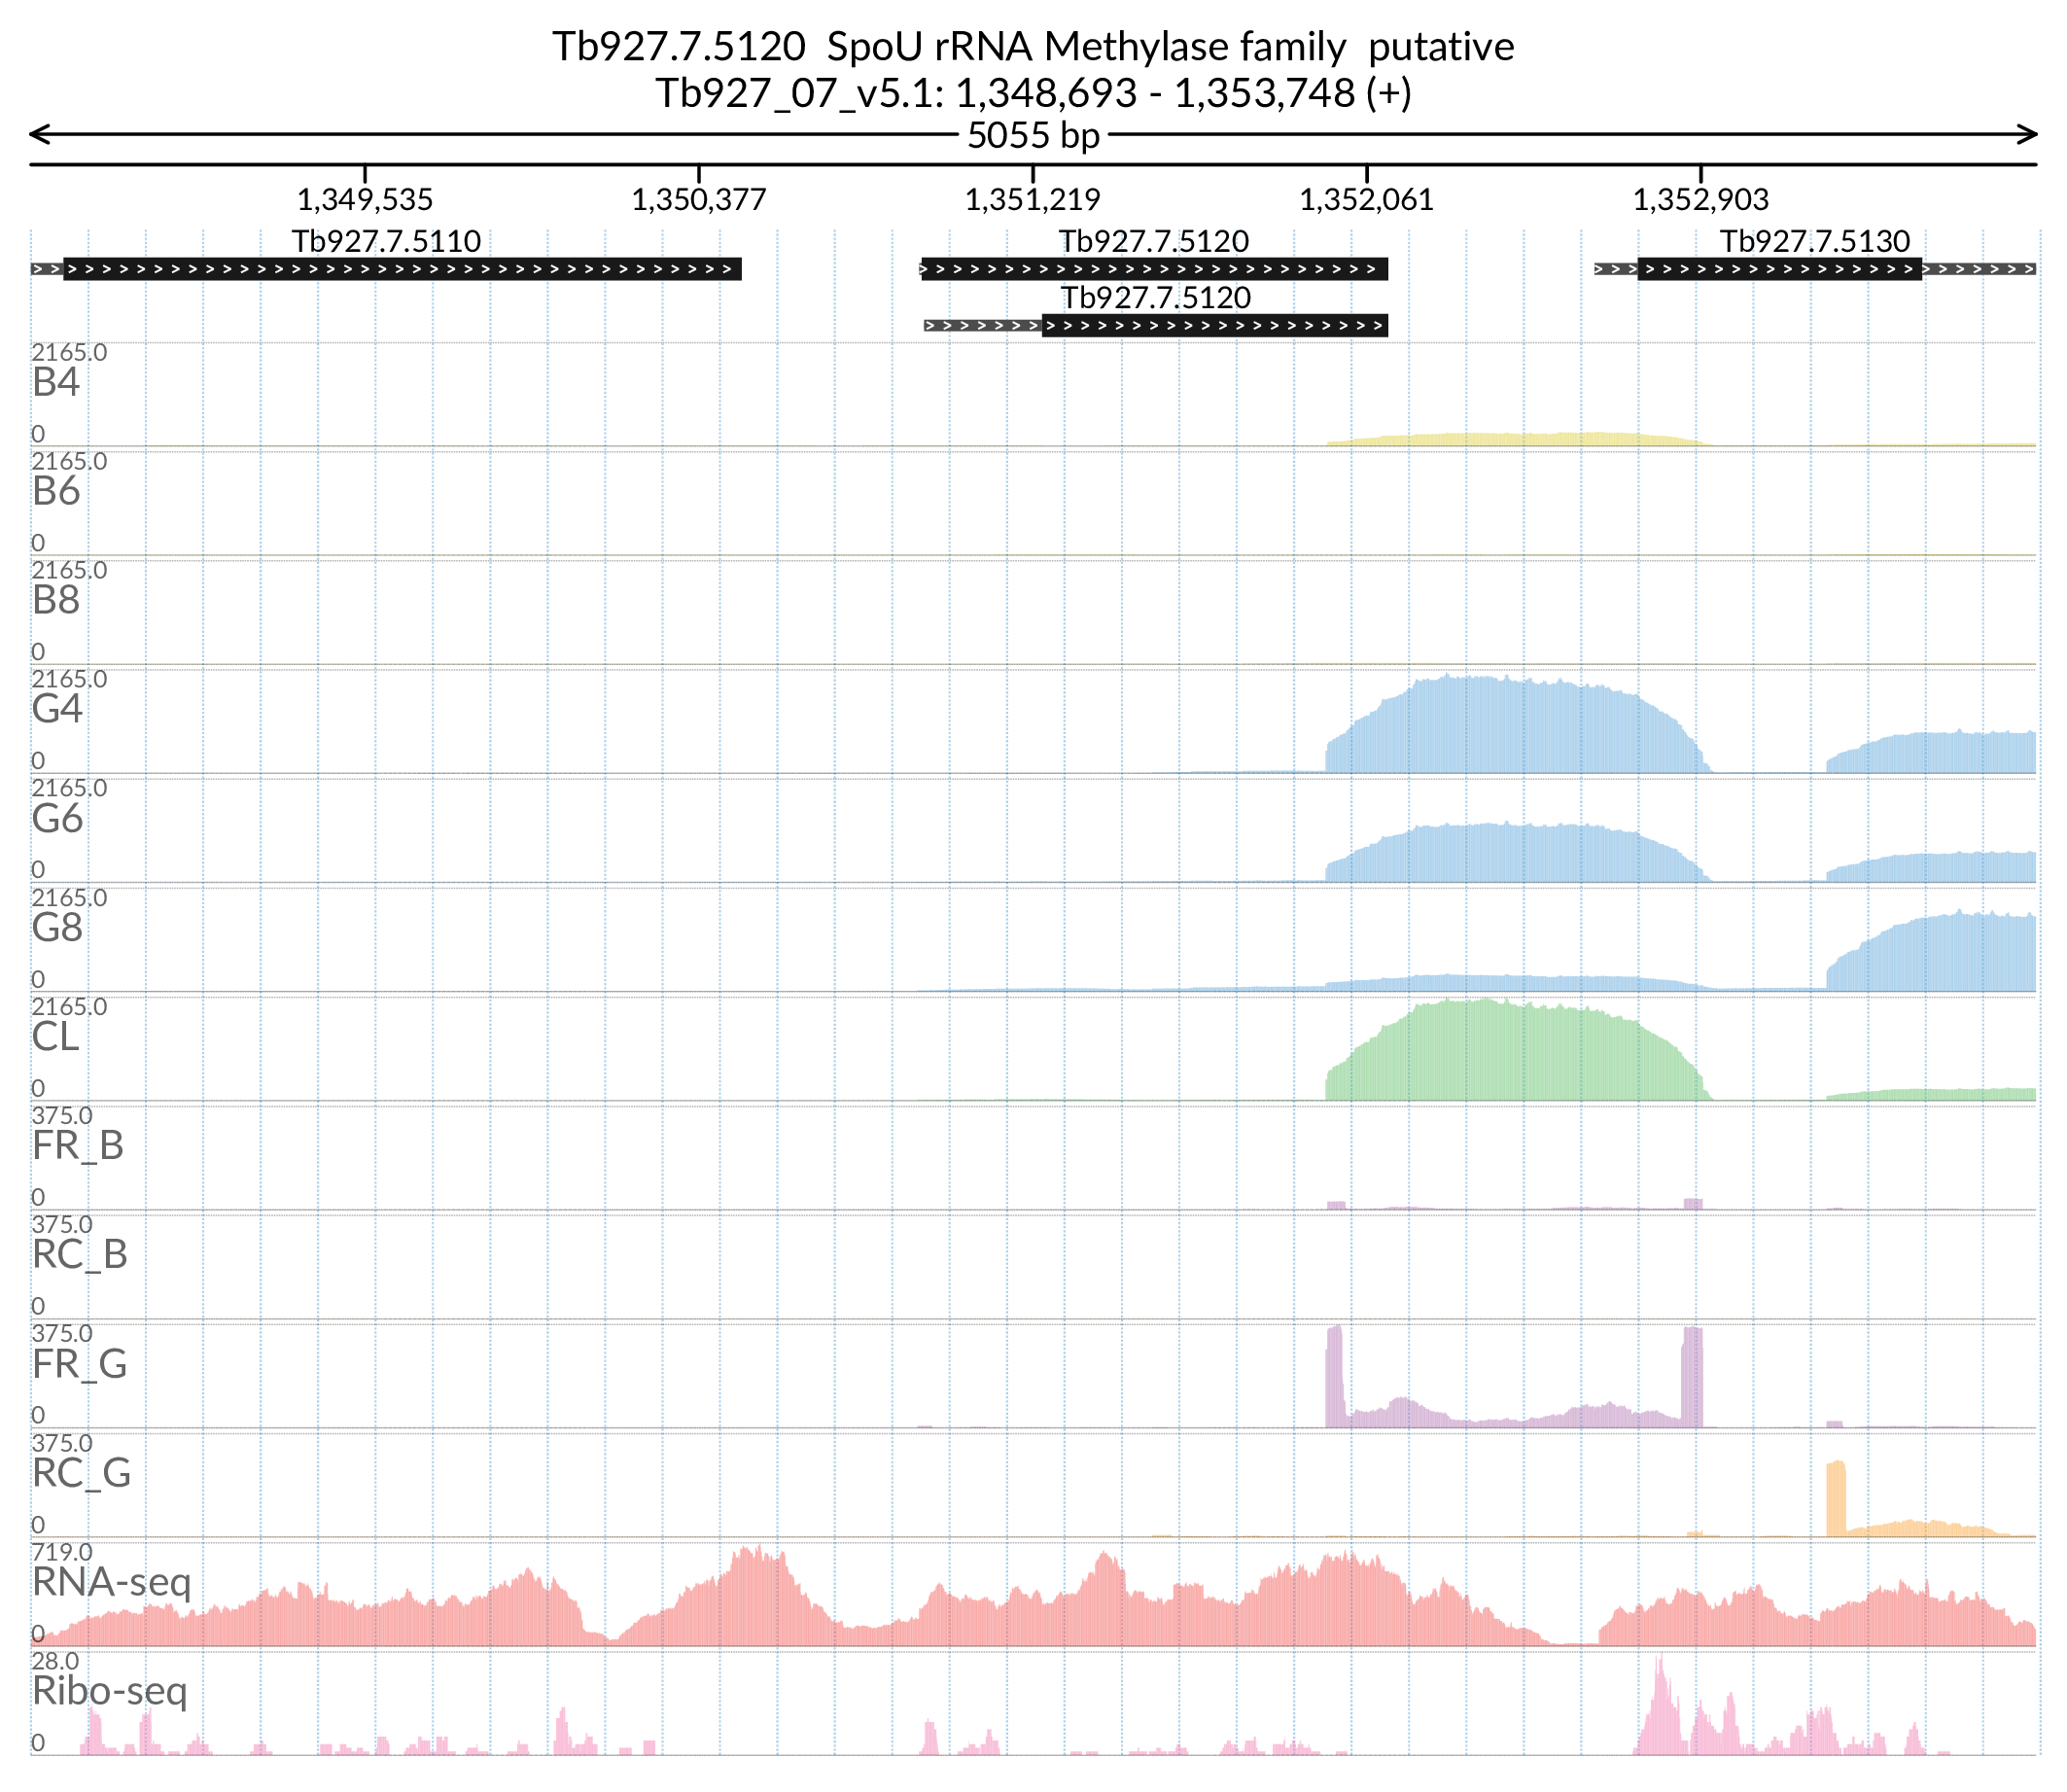 Tb927.7.5120  SpoU rRNA Methylase family  putative
Tb927_07_v5.1: 1,348,693 - 1,353,748 (+)
5055 bp
1,349,535 1,350,377 1,351,219 1,352,061 1,352,903
Tb927.7.5110 Tb927.7.5120 Tb927.7.5130
Tb927.7.5120
2165.0
B4
0
2165.0
B6
0
2165.0
B8
0
2165.0
G4
0
2165.0
G6
0
2165.0
G8
0
2165.0
CL
0
375.0
FR_B
0
375.0
RC_B
0
375.0
FR_G
0
375.0
RC_G
0
719.0
RNA-seq
0
28.0
Ribo-seq
0